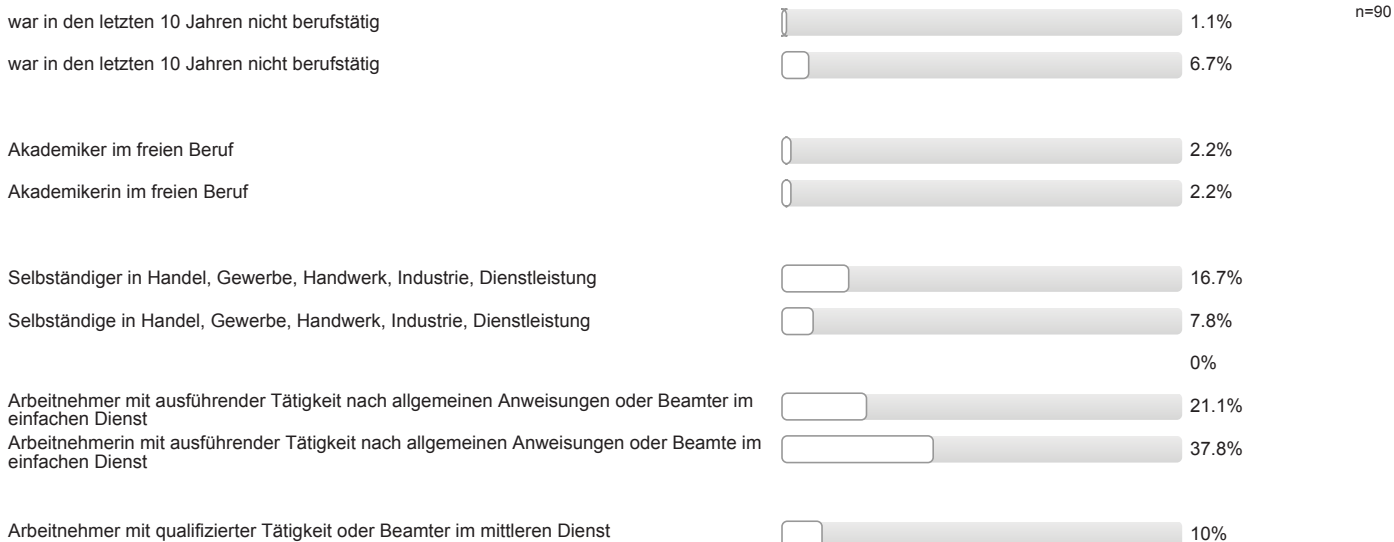 war in den letzten 10 Jahren nicht berufstätig 1.1% n=90
war in den letzten 10 Jahren nicht berufstätig 6.7%
Akademiker im freien Beruf 2.2%
Akademikerin im freien Beruf 2.2%
Selbständiger in Handel, Gewerbe, Handwerk, Industrie, Dienstleistung 16.7%
Selbständige in Handel, Gewerbe, Handwerk, Industrie, Dienstleistung 7.8%
0%
Arbeitnehmer mit ausführender Tätigkeit nach allgemeinen Anweisungen oder Beamter im
einfachen Dienst 21.1%
Arbeitnehmerin mit ausführender Tätigkeit nach allgemeinen Anweisungen oder Beamte im
einfachen Dienst 37.8%
Arbeitnehmer mit qualifizierter Tätigkeit oder Beamter im mittleren Dienst 10%